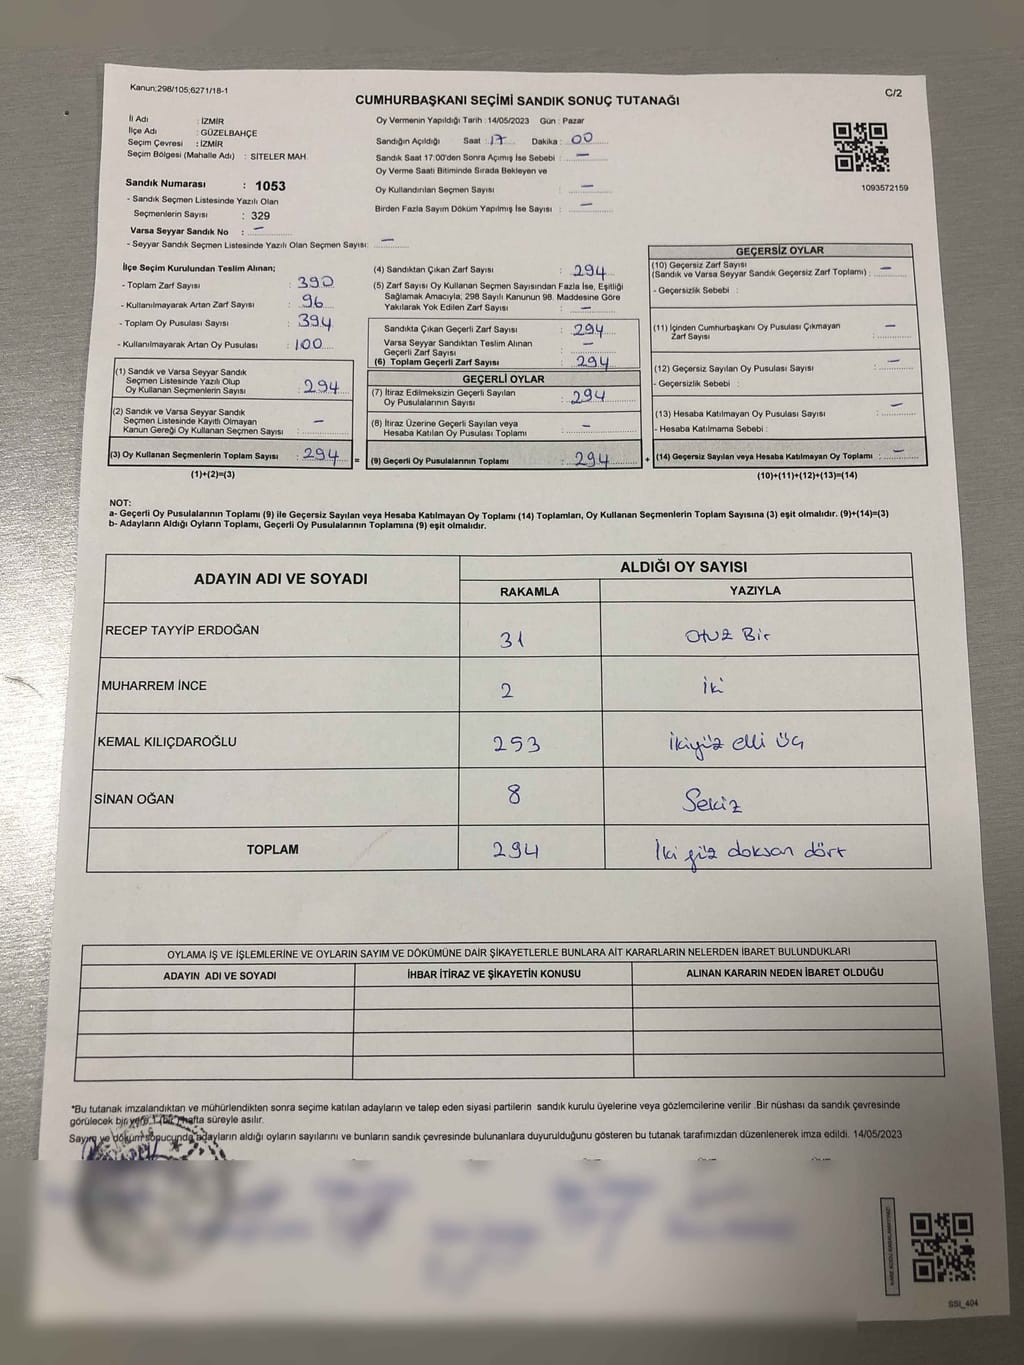 Kanun;298/105;6271/18-1
C/2
CUMHURBAŞKANI SEÇİMİ SANDIK SONUÇ TUTANAĞI
İl Adı : İZMİR
İlçe Adı : GÜZELBAHÇE
Seçim Çevresi : İZMİR
Seçim Bölgesi (Mahalle Adı) : SİTELER MAH.
Sandık Numarası : 1053
- Sandık Seçmen Listesinde Yazılı Olan
Seçmenlerin Sayısı : 329
Varsa Seyyar Sandık No : —
- Seyyar Sandık Seçmen Listesinde Yazılı Olan Seçmen Sayısı: —
Oy Vermenin Yapıldığı Tarih : 14/05/2023 Gün : Pazar
Sandığın Açıldığı Saat : 17 Dakika : 00
Sandık Saat 17:00'den Sonra Açımış İse Sebebi : —
Oy Verme Saati Bitiminde Sırada Bekleyen ve
Oy Kullandırılan Seçmen Sayısı : —
Birden Fazla Sayım Döküm Yapılmış İse Sayısı : —
1093572159
İlçe Seçim Kurulundan Teslim Alınan;
- Toplam Zarf Sayısı : 390
- Kullanılmayarak Artan Zarf Sayısı : 96
- Toplam Oy Pusulası Sayısı : 394
- Kullanılmayarak Artan Oy Pusulası : 100
(1) Sandık ve Varsa Seyyar Sandık
Seçmen Listesinde Yazılı Olup
Oy Kullanan Seçmenlerin Sayısı : 294
(2) Sandık ve Varsa Seyyar Sandık
Seçmen Listesinde Kayıtlı Olmayan
Kanun Gereği Oy Kullanan Seçmen Sayısı : —
(3) Oy Kullanan Seçmenlerin Toplam Sayısı : 294
(1)+(2)=(3)
(4) Sandıktan Çıkan Zarf Sayısı : 294
(5) Zarf Sayısı Oy Kullanan Seçmen Sayısından Fazla İse, Eşitliği
Sağlamak Amacıyla; 298 Sayılı Kanunun 98. Maddesine Göre
Yakılarak Yok Edilen Zarf Sayısı : —
Sandıkta Çıkan Geçerli Zarf Sayısı : 294
Varsa Seyyar Sandıktan Teslim Alınan
Geçerli Zarf Sayısı : —
(6) Toplam Geçerli Zarf Sayısı : 294
GEÇERLİ OYLAR
(7) İtiraz Edilmeksizin Geçerli Sayılan
Oy Pusulalarının Sayısı : 294
(8) İtiraz Üzerine Geçerli Sayılan veya
Hesaba Katılan Oy Pusulası Toplamı : —
= (9) Geçerli Oy Pusulalarının Toplamı : 294
GEÇERSİZ OYLAR
(10) Geçersiz Zarf Sayısı
(Sandık ve Varsa Seyyar Sandık Geçersiz Zarf Toplamı) : —
- Geçersizlik Sebebi :
(11) İçinden Cumhurbaşkanı Oy Pusulası Çıkmayan
Zarf Sayısı : —
(12) Geçersiz Sayılan Oy Pusulası Sayısı : —
- Geçersizlik Sebebi :
(13) Hesaba Katılmayan Oy Pusulası Sayısı : —
- Hesaba Katılmama Sebebi :
+ (14) Geçersiz Sayılan veya Hesaba Katılmayan Oy Toplamı : —
(10)+(11)+(12)+(13)=(14)
NOT:
a- Geçerli Oy Pusulalarının Toplamı (9) ile Geçersiz Sayılan veya Hesaba Katılmayan Oy Toplamı (14) Toplamları, Oy Kullanan Seçmenlerin Toplam Sayısına (3) eşit olmalıdır. (9)+(14)=(3)
b- Adayların Aldığı Oyların Toplamı, Geçerli Oy Pusulalarının Toplamına (9) eşit olmalıdır.
ADAYIN ADI VE SOYADI
ALDIĞI OY SAYISI
RAKAMLA YAZIYLA
RECEP TAYYİP ERDOĞAN 31 Otuz Bir
MUHARREM İNCE 2 İki
KEMAL KILIÇDAROĞLU 253 İkiyüz elli üç
SİNAN OĞAN 8 Sekiz
TOPLAM 294 İki yüz doksan dört
OYLAMA İŞ VE İŞLEMLERİNE VE OYLARIN SAYIM VE DÖKÜMÜNE DAİR ŞİKAYETLERLE BUNLARA AİT KARARLARIN NELERDEN İBARET BULUNDUKLARI
ADAYIN ADI VE SOYADI İHBAR İTİRAZ VE ŞİKAYETİN KONUSU ALINAN KARARIN NEDEN İBARET OLDUĞU
*Bu tutanak imzalandıktan ve mühürlendikten sonra seçime katılan adayların ve talep eden siyasi partilerin sandık kurulu üyelerine veya gözlemcilerine verilir .Bir nüshası da sandık çevresinde
görülecek bir yere 1 (bir) hafta süreyle asılır.
Sayım ve döküm sonucunda adayların aldığı oyların sayılarını ve bunların sandık çevresinde bulunanlara duyurulduğunu gösteren bu tutanak tarafımızdan düzenlenerek imza edildi. 14/05/2023
SSI_404